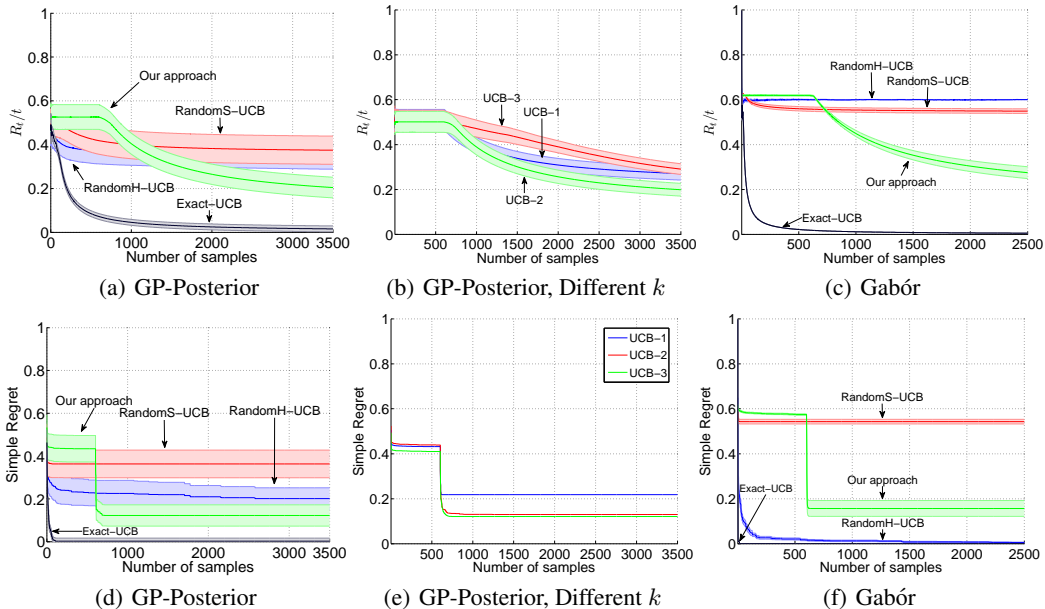 1
0.8
0.6
0.4
0.2
0
R_t/t
Our approach
RandomS-UCB
RandomH-UCB
Exact-UCB
0 1000 2000 3000 3500
Number of samples
(a) GP-Posterior
1
0.8
0.6
0.4
0.2
0
R_t/t
UCB-3
UCB-1
UCB-2
500 1000 1500 2000 2500 3000 3500
Number of samples
(b) GP-Posterior, Different k
1
0.8
0.6
0.4
0.2
0
R_t/t
RandomH-UCB
RandomS-UCB
Our approach
Exact-UCB
0 500 1000 1500 2000 2500
Number of samples
(c) Gabór
1
0.8
0.6
0.4
0.2
0
Simple Regret
Our approach
RandomS-UCB
RandomH-UCB
Exact-UCB
0 500 1000 1500 2000 2500 3000 3500
Number of samples
(d) GP-Posterior
1
0.8
0.6
0.4
0.2
0
Simple Regret
UCB-1
UCB-2
UCB-3
500 1000 1500 2000 2500 3000 3500
Number of samples
(e) GP-Posterior, Different k
1
0.8
0.6
0.4
0.2
0
Simple Regret
RandomS-UCB
Exact-UCB
Our approach
RandomH-UCB
0 500 1000 1500 2000 2500
Number of samples
(f) Gabór